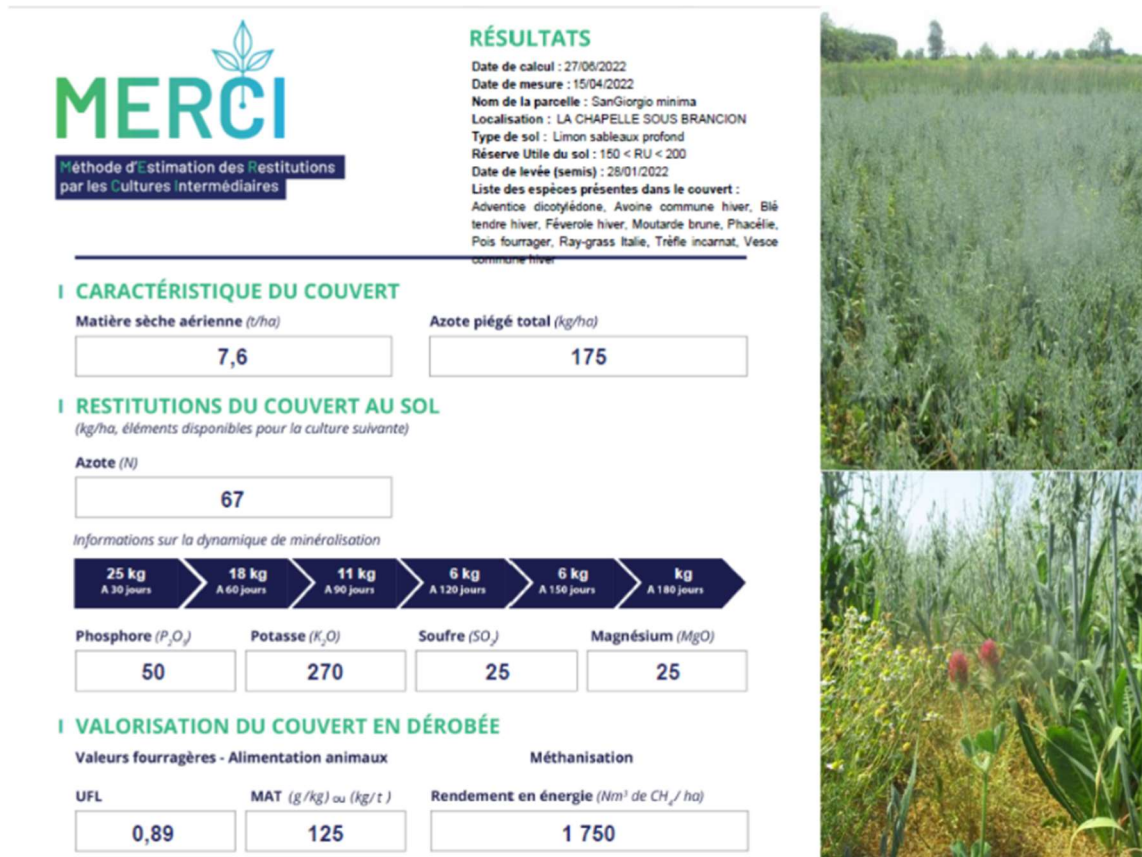 MERCI
Méthode d'Estimation des Restitutions
par les Cultures Intermédiaires
RÉSULTATS
Date de calcul : 27/06/2022
Date de mesure : 15/04/2022
Nom de la parcelle : SanGiorgio minima
Localisation : LA CHAPELLE SOUS BRANCION
Type de sol : Limon sableaux profond
Réserve Utile du sol : 150 < RU < 200
Date de levée (semis) : 28/01/2022
Liste des espèces présentes dans le couvert :
Adventice dicotylédone, Avoine commune hiver, Blé
tendre hiver, Féverole hiver, Moutarde brune, Phacélie,
Pois fourrager, Ray-grass Italie, Trèfle incarnat, Vesce
commune hiver
CARACTÉRISTIQUE DU COUVERT
Matière sèche aérienne (t/ha)
Azote piégé total (kg/ha)
7,6
175
RESTITUTIONS DU COUVERT AU SOL
(kg/ha, éléments disponibles pour la culture suivante)
Azote (N)
67
Informations sur la dynamique de minéralisation
25 kg 18 kg 11 kg 6 kg 6 kg kg
A 30 jours A 60 jours A 90 jours A 120 jours A 150 jours A 180 jours
Phosphore (P₂O₅) Potasse (K₂O) Soufre (SO₃) Magnésium (MgO)
50 270 25 25
VALORISATION DU COUVERT EN DÉROBÉE
Valeurs fourragères - Alimentation animaux Méthanisation
UFL MAT (g/kg) ou (kg/t ) Rendement en énergie (Nm³ de CH₄/ ha)
0,89 125 1 750